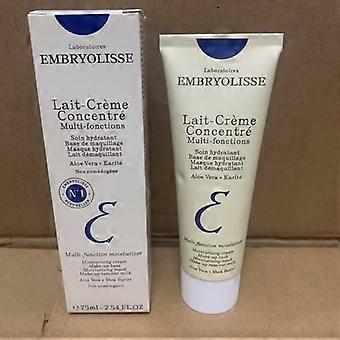 Laboratoires
EMBRYOLISSE
Lait-Crème
Concentré
Multi-fonctions
Soin hydratant
Base de maquillage
Masque hydratant
Lait démaquillant
Aloe Vera + Karité
Non comédogène
EMBRYOLISSE
N°1
BEST-SELLER
Multi-function moisturizer
Moisturizing cream
Make-up base
Moisturizing mask
Make-up remover milk
Aloe Vera + Shea Butter
Non comedogenic
e 75ml - 2.54 FL.OZ
Laboratoires
EMBRYOLISSE
Lait-Crème
Concentré
Multi-fonctions
Soin hydratant
Base de maquillage
Masque hydratant
Lait démaquillant
Aloe Vera + Karité
Multi-function moisturizer
Moisturizing cream
Make-up base
Moisturizing mask
Make-up remover milk
Aloe Vera + Shea Butter